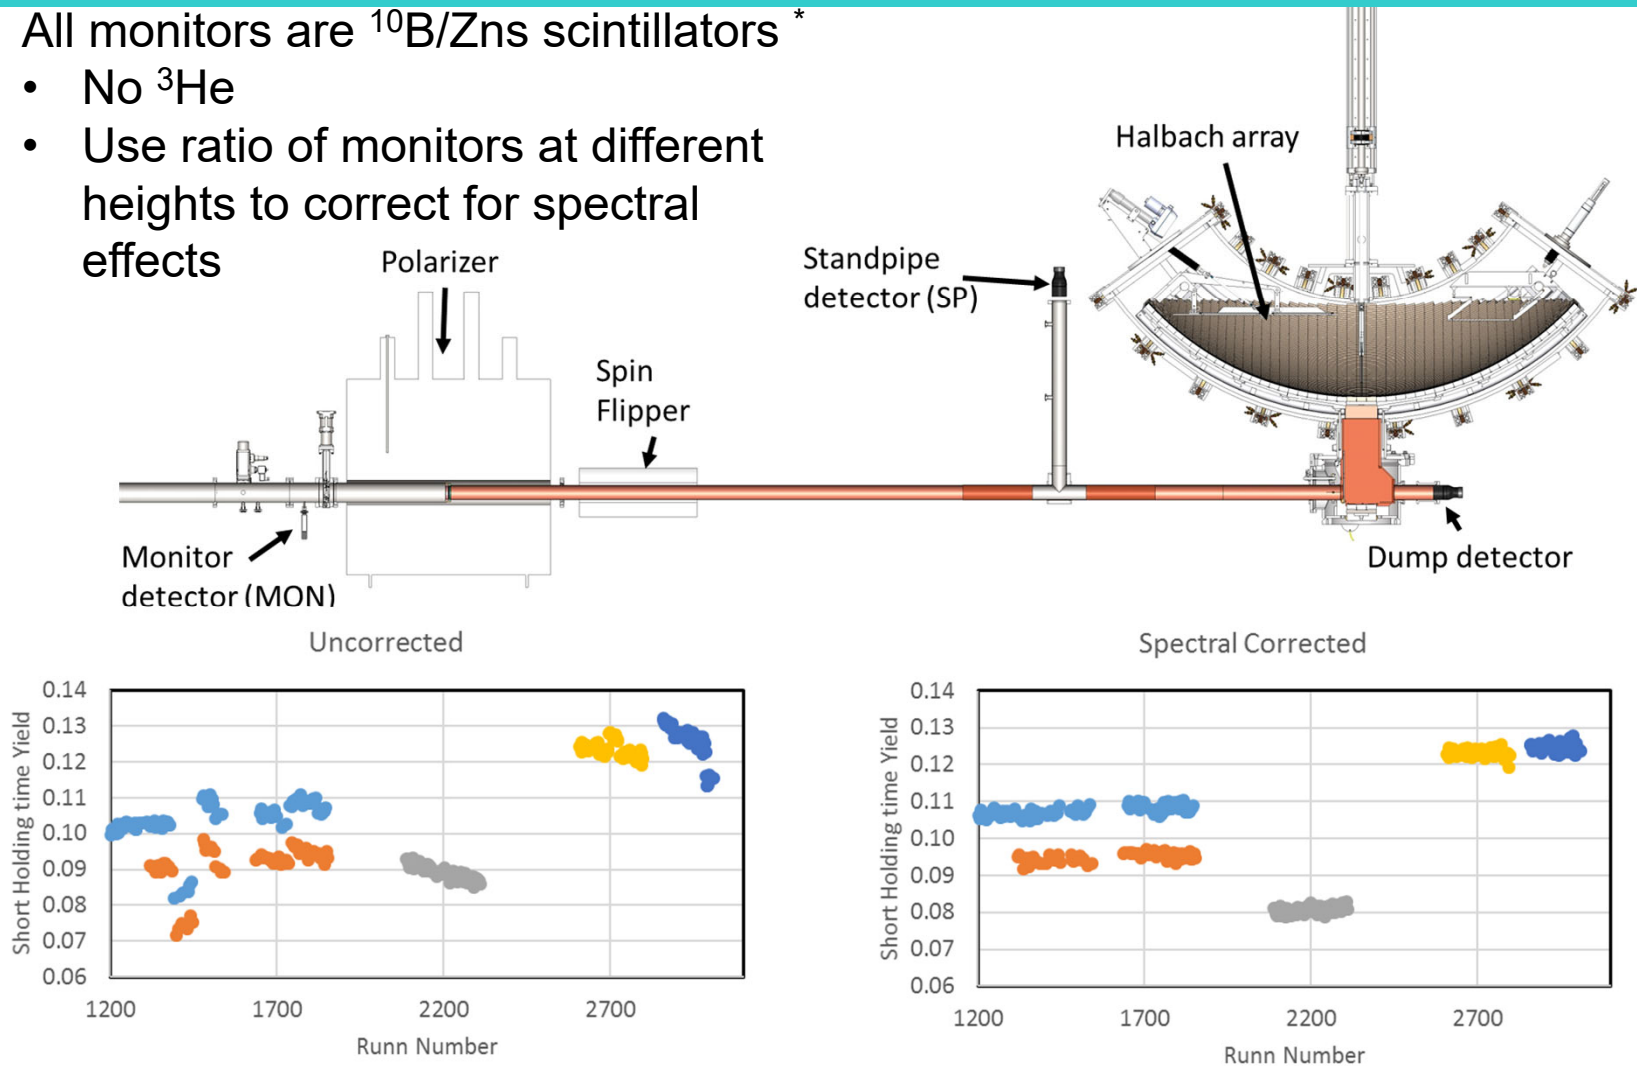 All monitors are ¹⁰B/Zns scintillators *
• No ³He
• Use ratio of monitors at different
heights to correct for spectral
effects
Polarizer
Standpipe
detector (SP)
Halbach array
Spin
Flipper
Monitor
detector (MON)
Dump detector
Uncorrected
Short Holding time Yield
0.14
0.13
0.12
0.11
0.10
0.09
0.08
0.07
0.06
1200 1700 2200 2700
Runn Number
Spectral Corrected
Short Holding time Yield
0.14
0.13
0.12
0.11
0.10
0.09
0.08
0.07
0.06
1200 1700 2200 2700
Runn Number